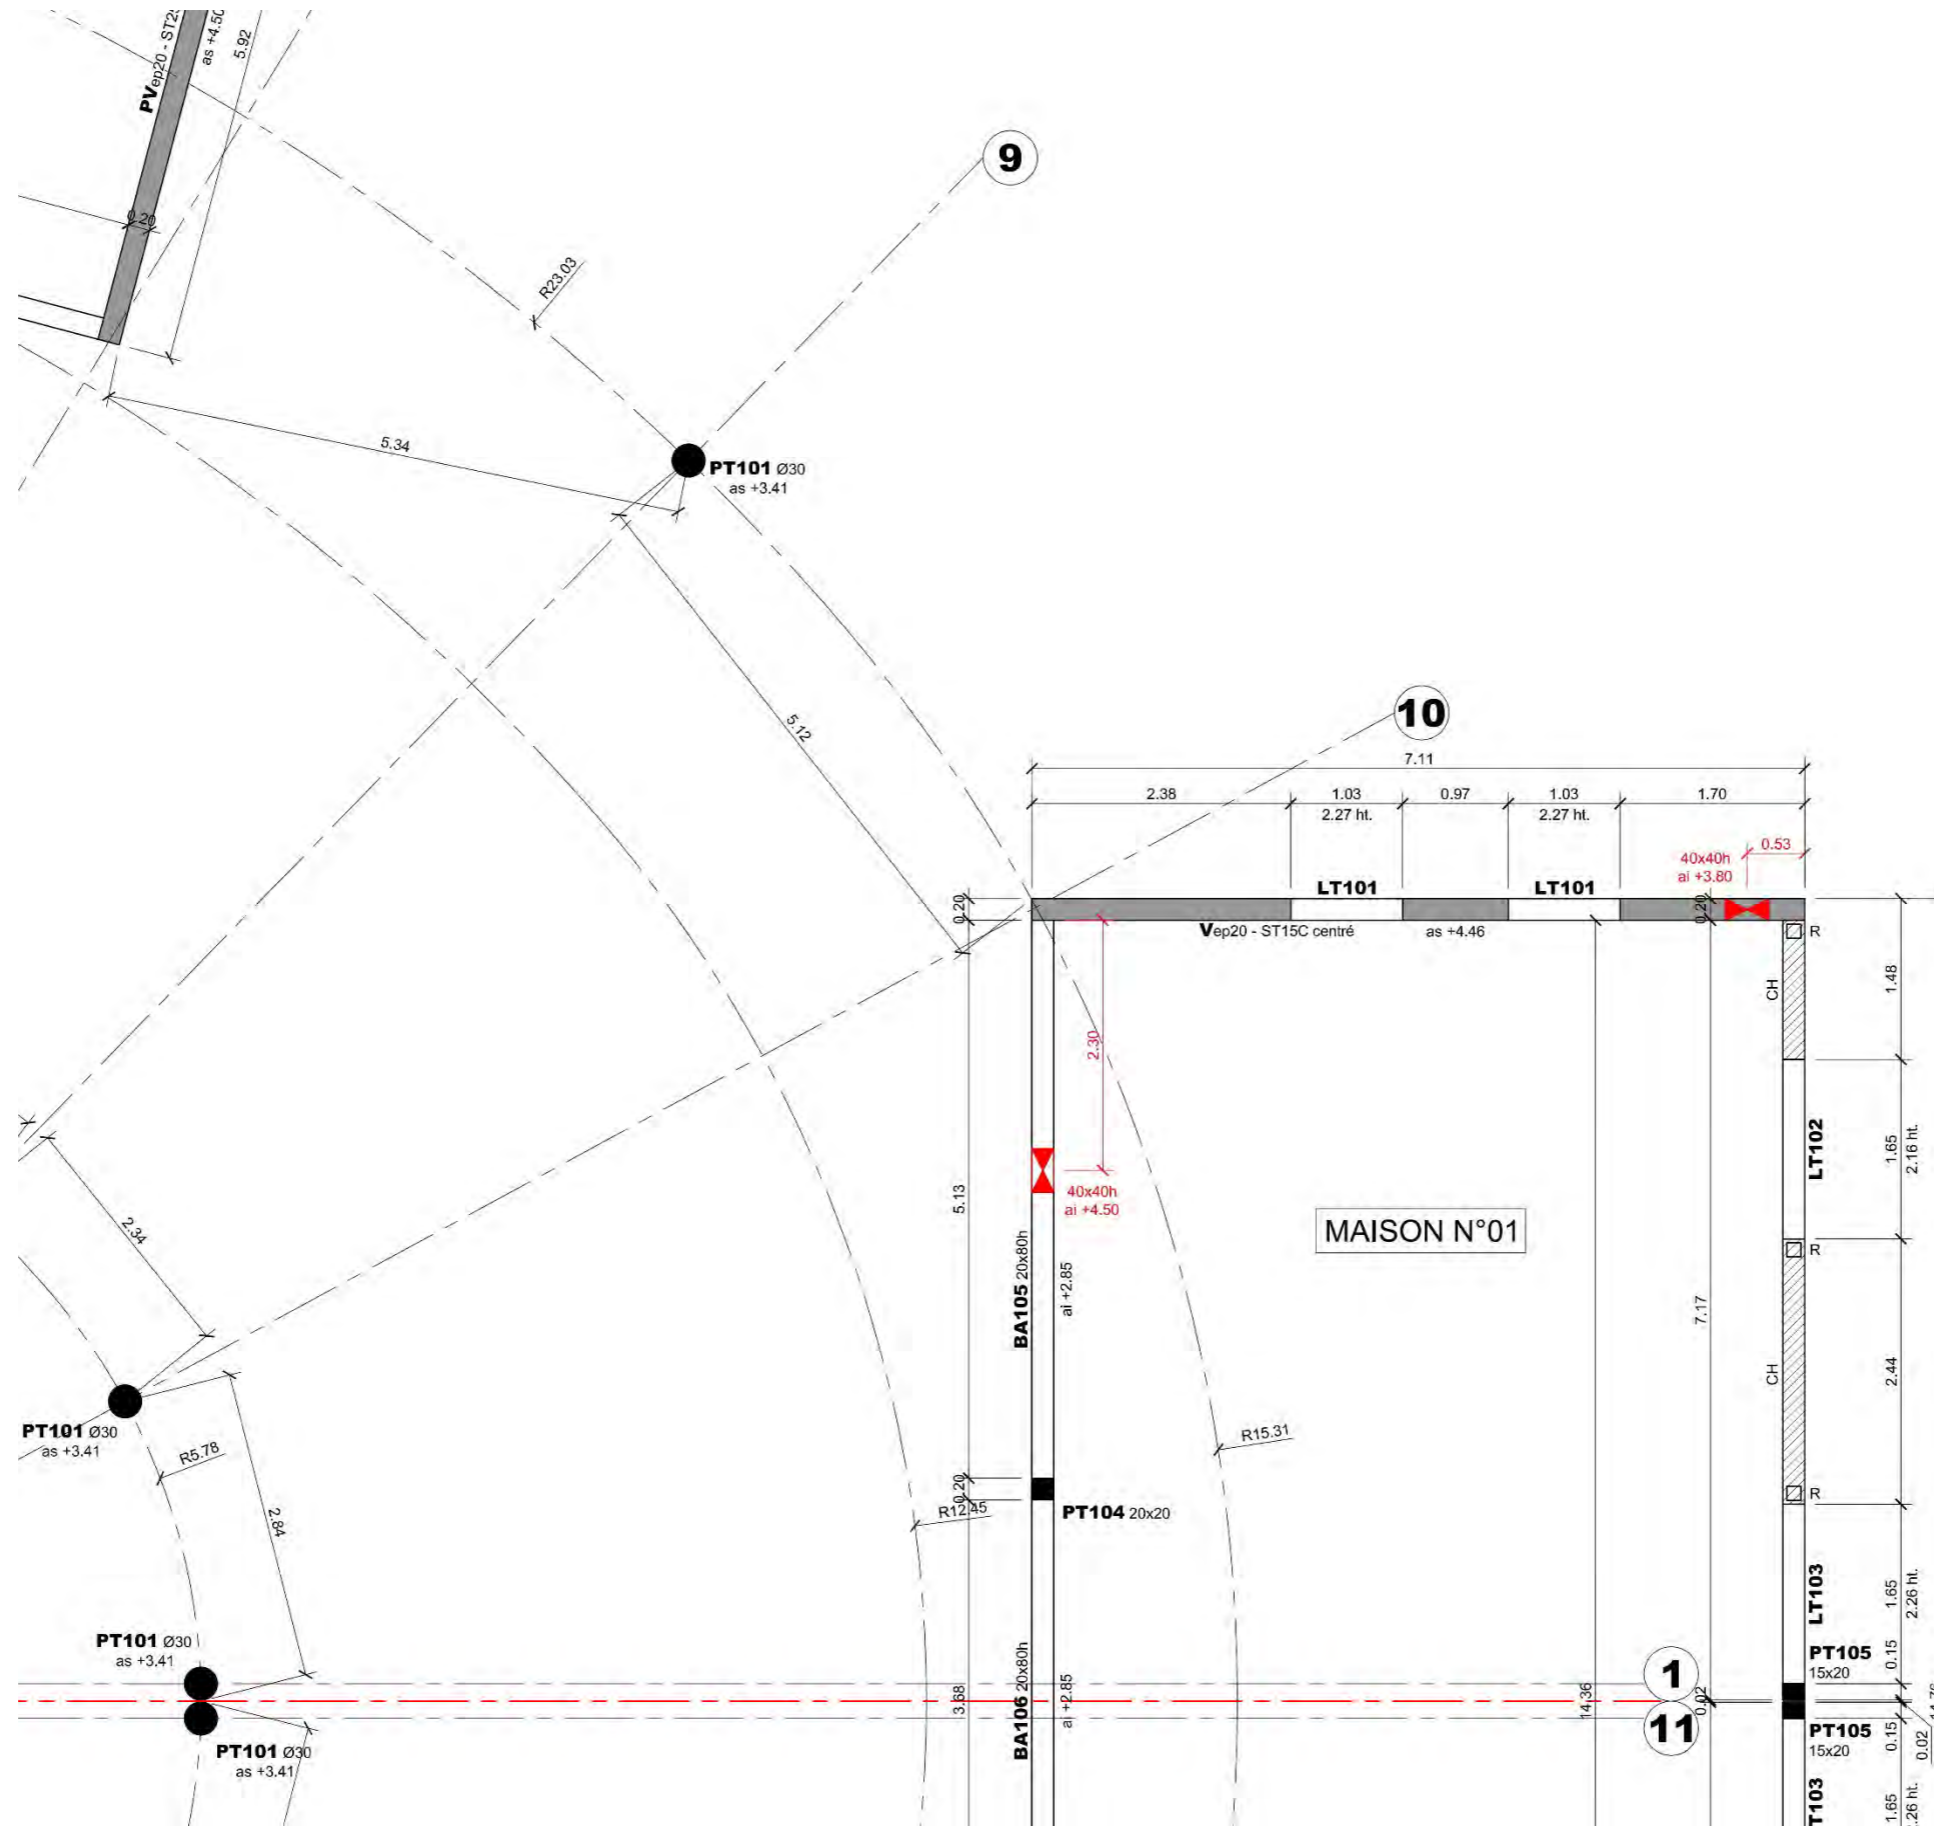 PVep20 - ST25
as +4.50
5.92
0.20
9
R23.03
5.34
PT101 Ø30
as +3.41
5.12
10
7.11
2.38
1.03
0.97
1.03
1.70
2.27 ht.
2.27 ht.
0.53
40x40h
ai +3.80
LT101
LT101
0.20
0.20
Vep20 - ST15C centré
as +4.46
R
CH
1.48
2.30
LT102
1.65
2.16 ht.
5.13
40x40h
ai +4.50
MAISON N°01
R
2.34
BA105 20x80h
ai +2.85
7.17
CH
2.44
PT101 Ø30
as +3.41
R5.78
R15.31
2.84
0.20
R12.45
PT104 20x20
R
LT103
1.65
2.26 ht.
PT101 Ø30
as +3.41
PT105
15x20
0.15
BA106 20x80h
ai +2.85
3.68
14.36
1
0.02
11
PT101 Ø30
as +3.41
PT105
15x20
0.15
0.02
T103
1.65
.26 ht.